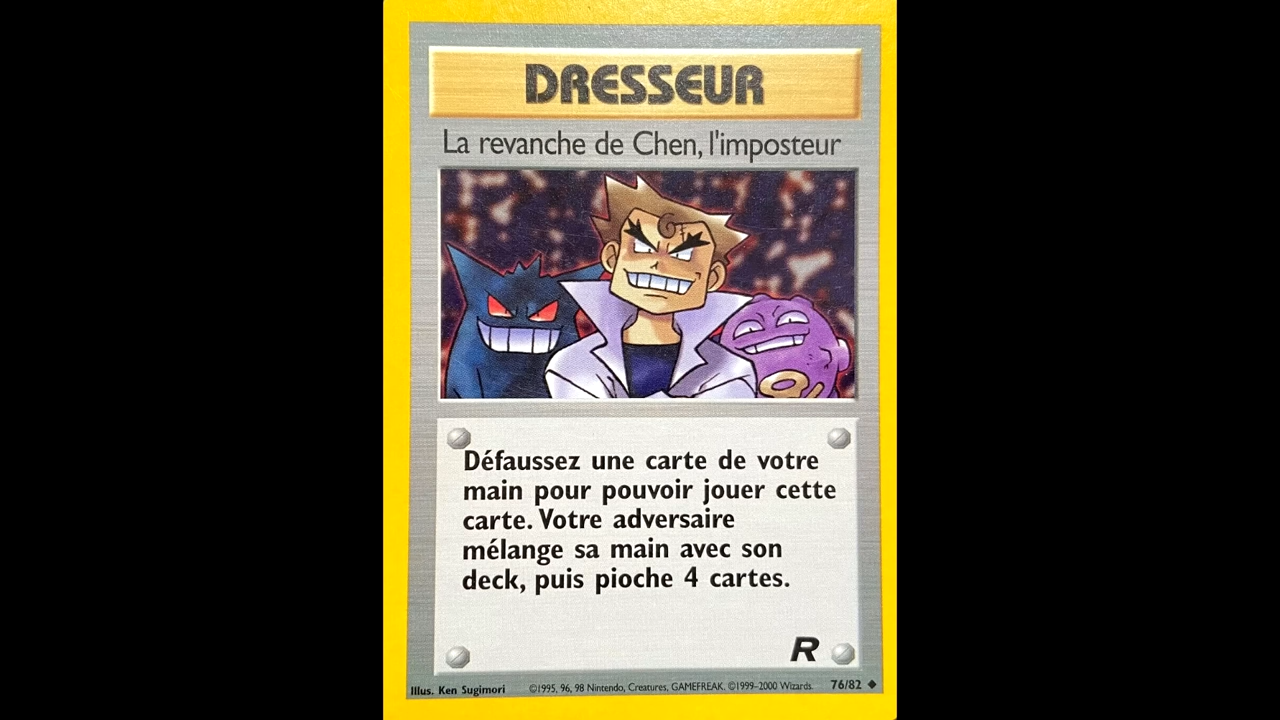 DRESSEUR
La revanche de Chen, l'imposteur
Défaussez une carte de votre
main pour pouvoir jouer cette
carte. Votre adversaire
mélange sa main avec son
deck, puis pioche 4 cartes.
R
Illus. Ken Sugimori ©1995, 96, 98 Nintendo, Creatures, GAMEFREAK. ©1999-2000 Wizards. 76/82 ◆